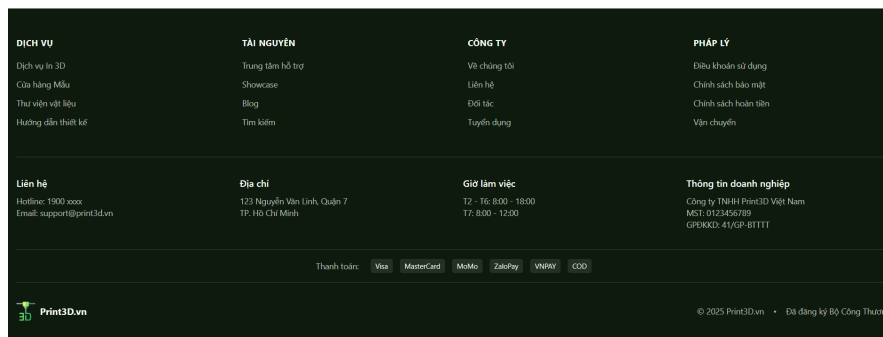 DỊCH VỤ
Dịch vụ In 3D
Cửa hàng Mẫu
Thư viện vật liệu
Hướng dẫn thiết kế
TÀI NGUYÊN
Trung tâm hỗ trợ
Showcase
Blog
Tìm kiếm
CÔNG TY
Về chúng tôi
Liên hệ
Đối tác
Tuyển dụng
PHÁP LÝ
Điều khoản sử dụng
Chính sách bảo mật
Chính sách hoàn tiền
Vận chuyển
Liên hệ
Hotline: 1900 xxxx
Email: support@print3d.vn
Địa chỉ
123 Nguyễn Văn Linh, Quận 7
TP. Hồ Chí Minh
Giờ làm việc
T2 - T6: 8:00 - 18:00
T7: 8:00 - 12:00
Thông tin doanh nghiệp
Công ty TNHH Print3D Việt Nam
MST: 0123456789
GPĐKKD: 41/GP-BTTTT
Thanh toán: Visa MasterCard MoMo ZaloPay VNPAY COD
3D Print3D.vn
© 2025 Print3D.vn • Đã đăng ký Bộ Công Thươn